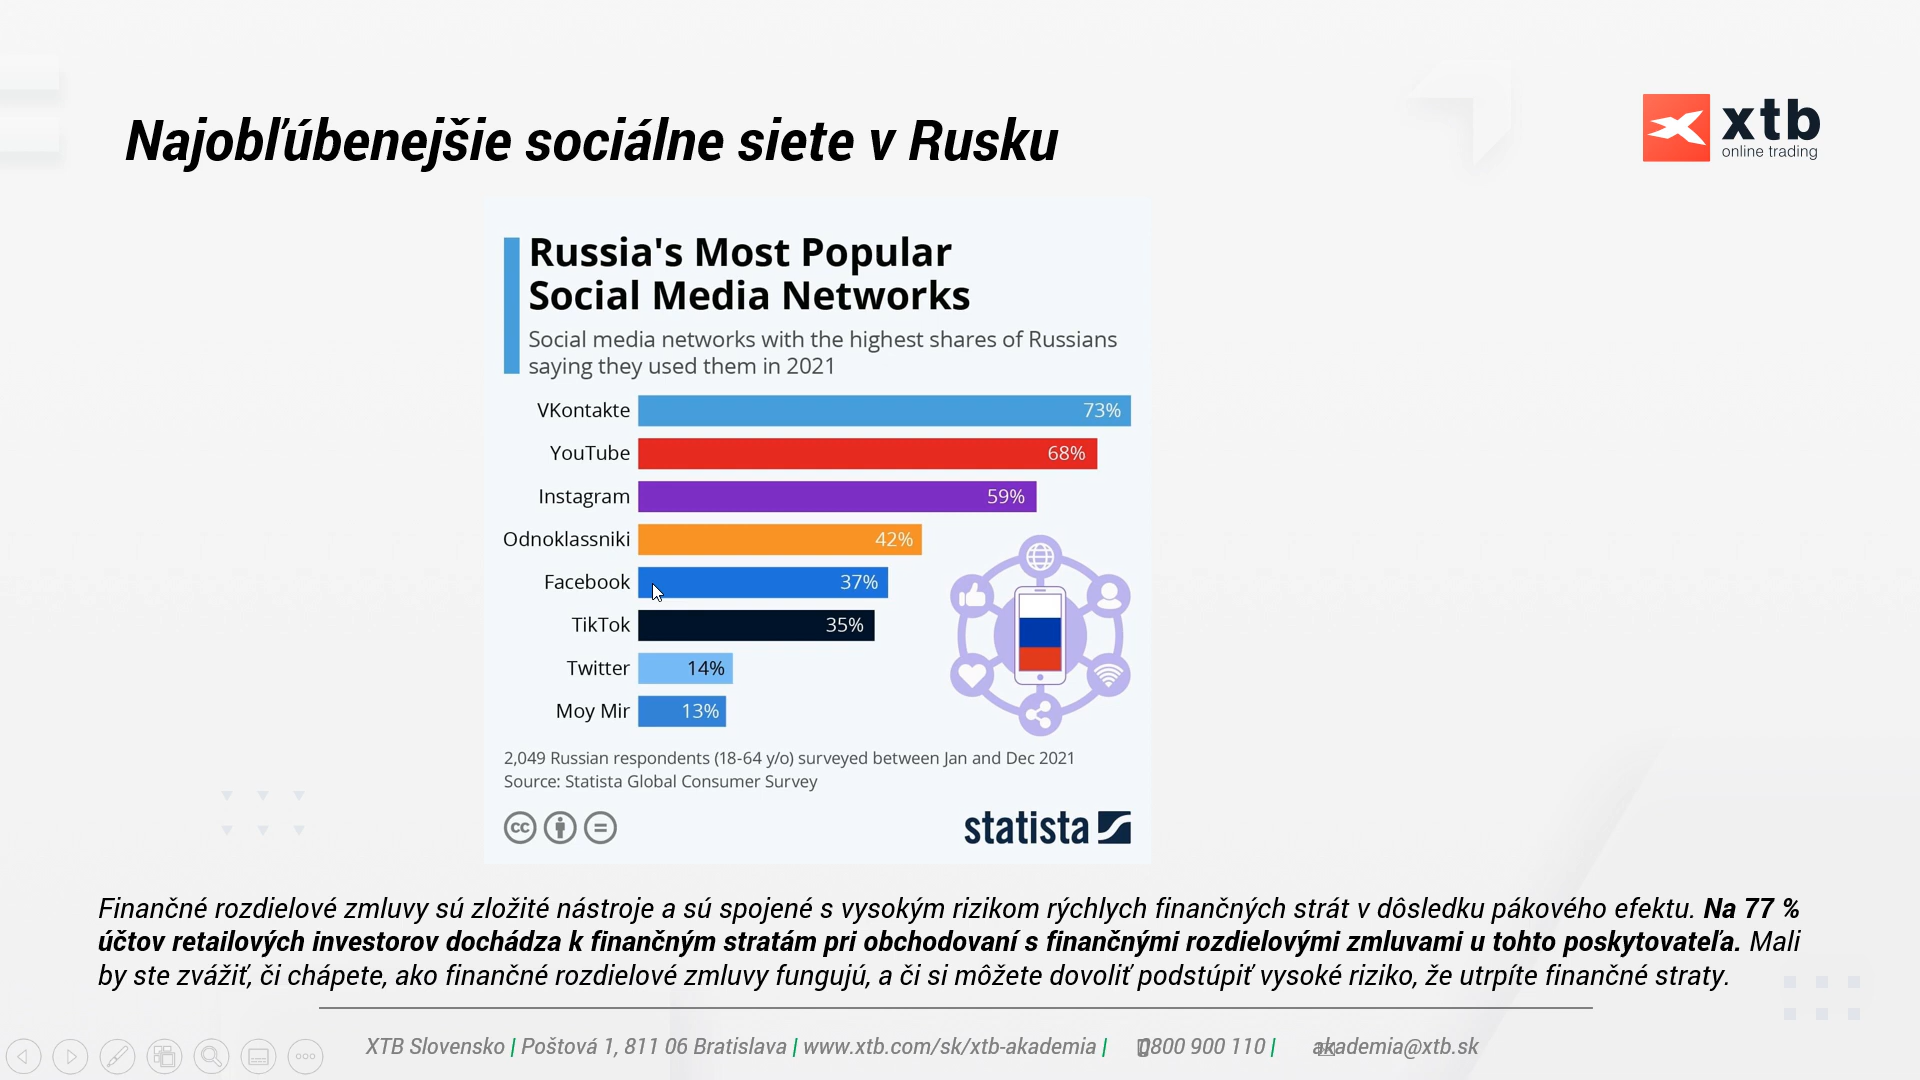 Najobľúbenejšie sociálne siete v Rusku
xtb
online trading
Russia's Most Popular
Social Media Networks
Social media networks with the highest shares of Russians
saying they used them in 2021
VKontakte 73%
YouTube 68%
Instagram 59%
Odnoklassniki 42%
Facebook 37%
TikTok 35%
Twitter 14%
Moy Mir 13%
2,049 Russian respondents (18-64 y/o) surveyed between Jan and Dec 2021
Source: Statista Global Consumer Survey
cc
statista
Finančné rozdielové zmluvy sú zložité nástroje a sú spojené s vysokým rizikom rýchlych finančných strát v dôsledku pákového efektu. Na 77 %
účtov retailových investorov dochádza k finančným stratám pri obchodovaní s finančnými rozdielovými zmluvami u tohto poskytovateľa. Mali
by ste zvážiť, či chápete, ako finančné rozdielové zmluvy fungujú, a či si môžete dovoliť podstúpiť vysoké riziko, že utrpíte finančné straty.
XTB Slovensko | Poštová 1, 811 06 Bratislava | www.xtb.com/sk/xtb-akademia | 0800 900 110 | akademia@xtb.sk